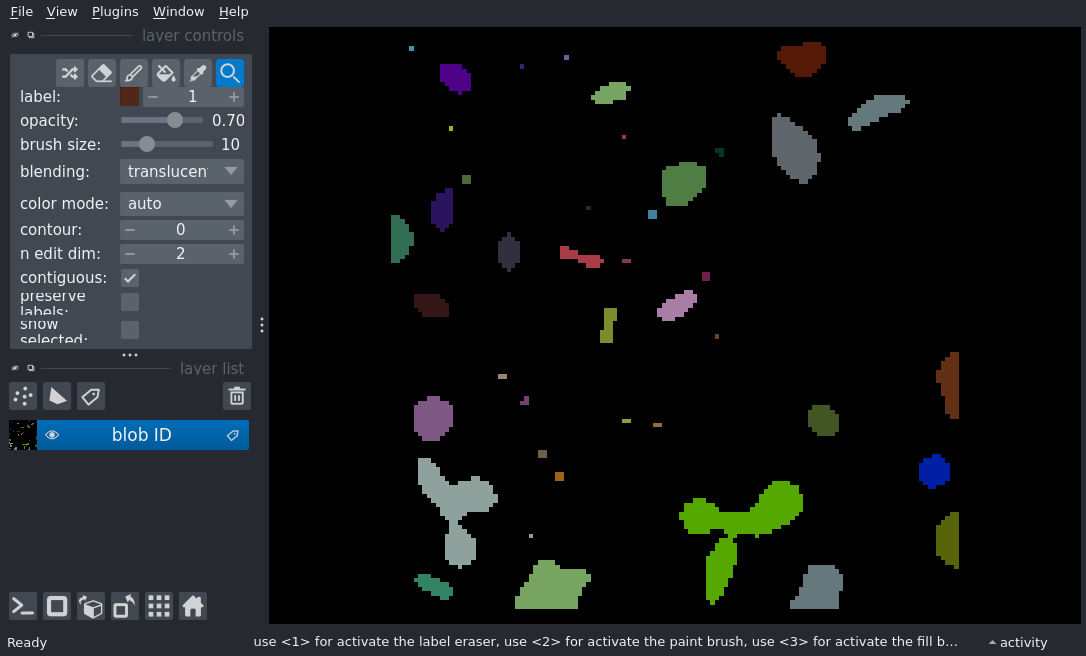 File View Plugins Window Help
layer controls
label: 1
opacity: 0.70
brush size: 10
blending: translucen
color mode: auto
contour: 0
n edit dim: 2
contiguous:
preserve
labels:
show
selected:
layer list
blob ID
Ready use <1> for activate the label eraser, use <2> for activate the paint brush, use <3> for activate the fill b... activity